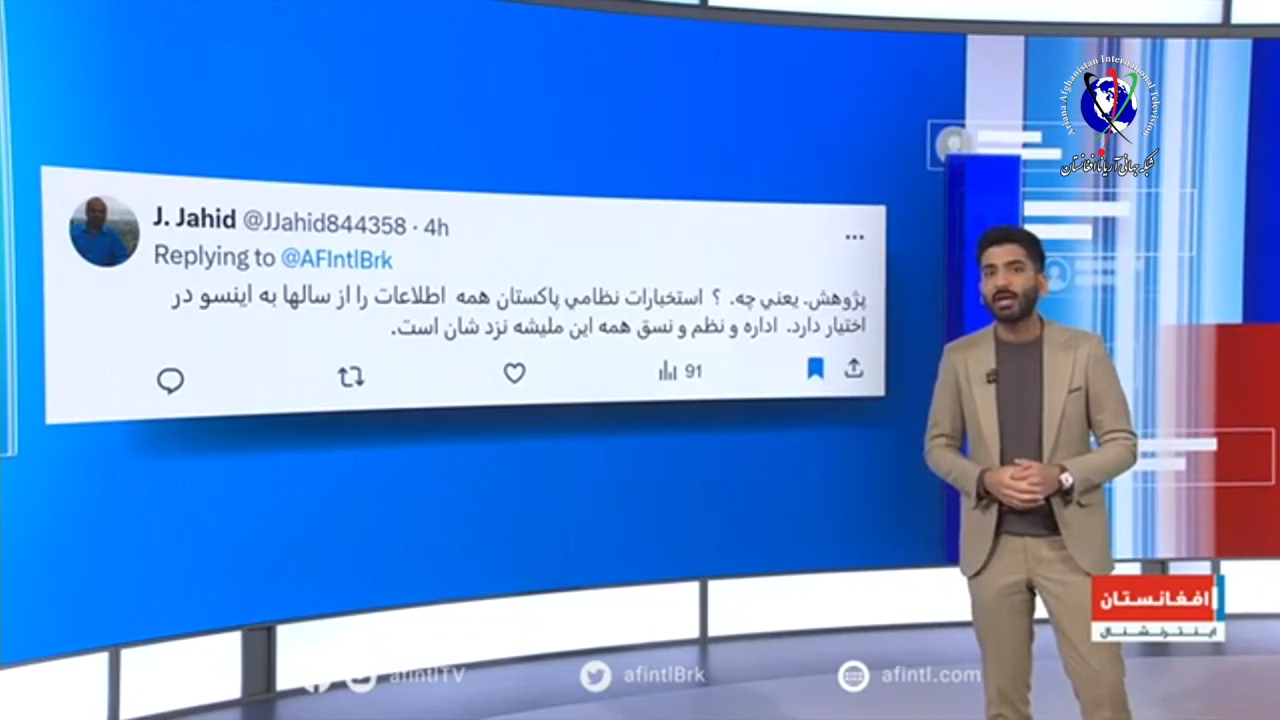 Ariana Afghanistan International Television
شبکه جهانی آریانا افغانستان
J. Jahid @JJahid844358 · 4h
Replying to @AFIntlBrk
پژوهش. یعني چه. ؟ استخبارات نظامي پاکستان همه اطلاعات را از سالها به اینسو در
اختیار دارد. اداره و نظم و نسق همه این ملیشه نزد شان است.
91
افغانستان
اینترنشنال
afintlTV
afintlBrk
afintl.com